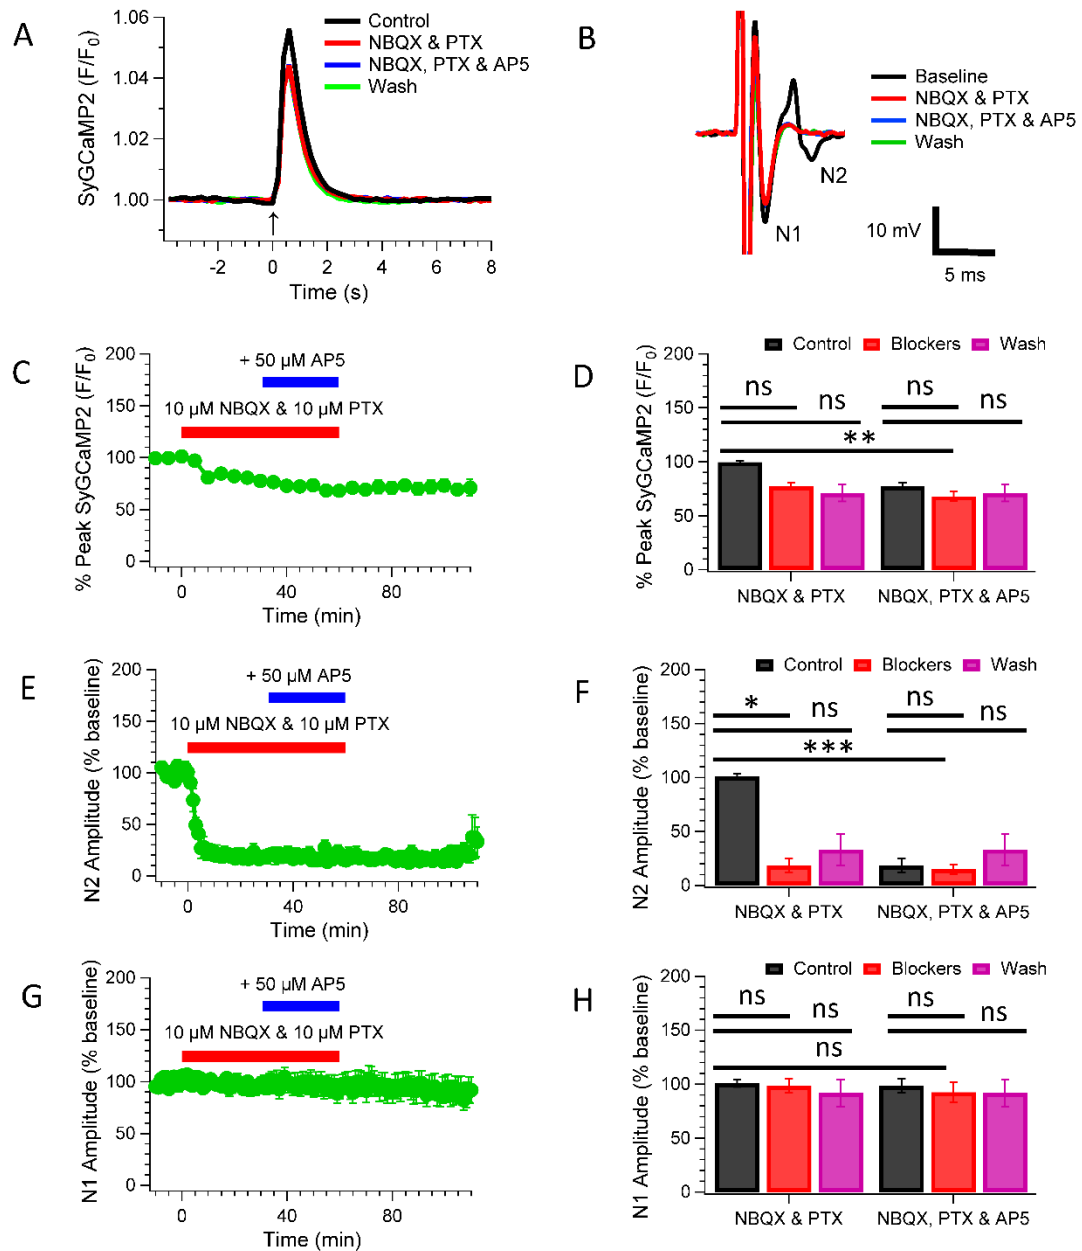 A
SyGCaMP2 (F/F0)
1.06
1.04
1.02
1.00
Control
NBQX & PTX
NBQX, PTX & AP5
Wash
-2 0 2 4 6 8
Time (s)
B
Baseline
NBQX & PTX
NBQX, PTX & AP5
Wash
N2
N1
10 mV
5 ms
C
% Peak SyGCaMP2 (F/F0)
200
150
100
50
0
+ 50 µM AP5
10 µM NBQX & 10 µM PTX
0 40 80
Time (min)
D
% Peak SyGCaMP2 (F/F0)
200
150
100
50
0
Control Blockers Wash
ns ns
ns ns
**
NBQX & PTX NBQX, PTX & AP5
E
N2 Amplitude (% baseline)
200
150
100
50
0
+ 50 µM AP5
10 µM NBQX & 10 µM PTX
0 40 80
Time (min)
F
N2 Amplitude (% baseline)
200
150
100
50
0
Control Blockers Wash
* ns
ns ns
***
NBQX & PTX NBQX, PTX & AP5
G
N1 Amplitude (% baseline)
200
150
100
50
0
+ 50 µM AP5
10 µM NBQX & 10 µM PTX
0 40 80
Time (min)
H
N1 Amplitude (% baseline)
200
150
100
50
0
Control Blockers Wash
ns ns ns ns
ns
NBQX & PTX NBQX, PTX & AP5